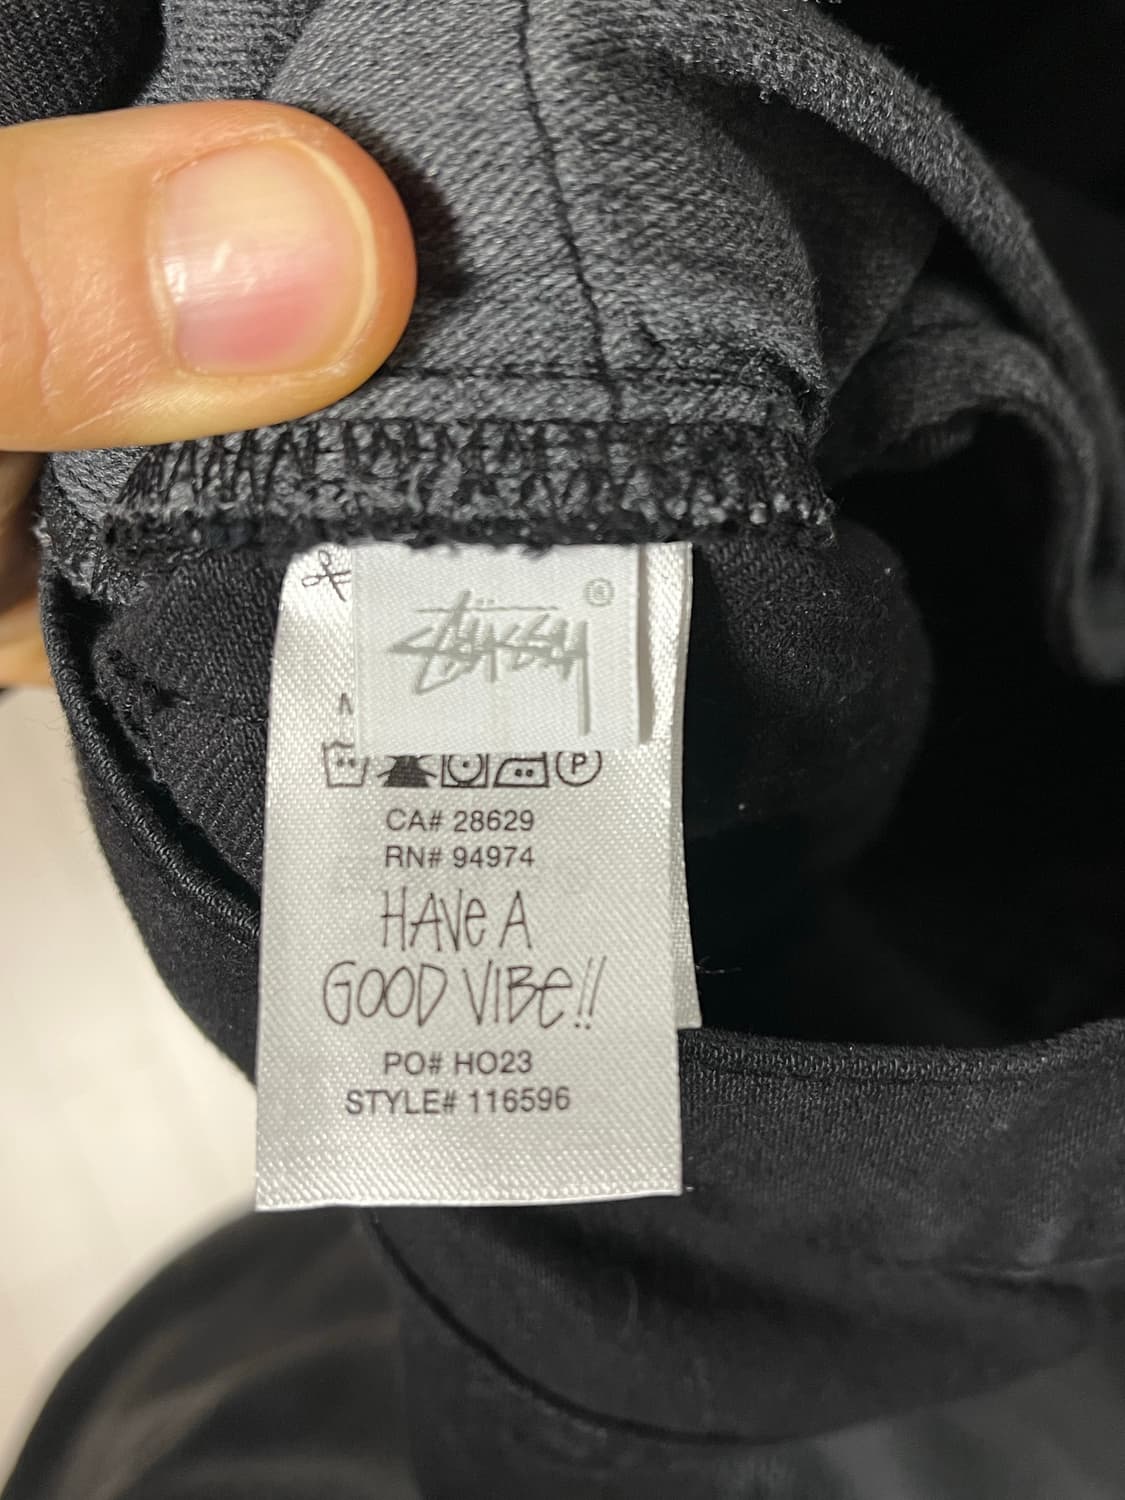 Stüssy ®
P
CA# 28629
RN# 94974
HAVE A
GOOD VIBE!!
PO# HO23
STYLE# 116596